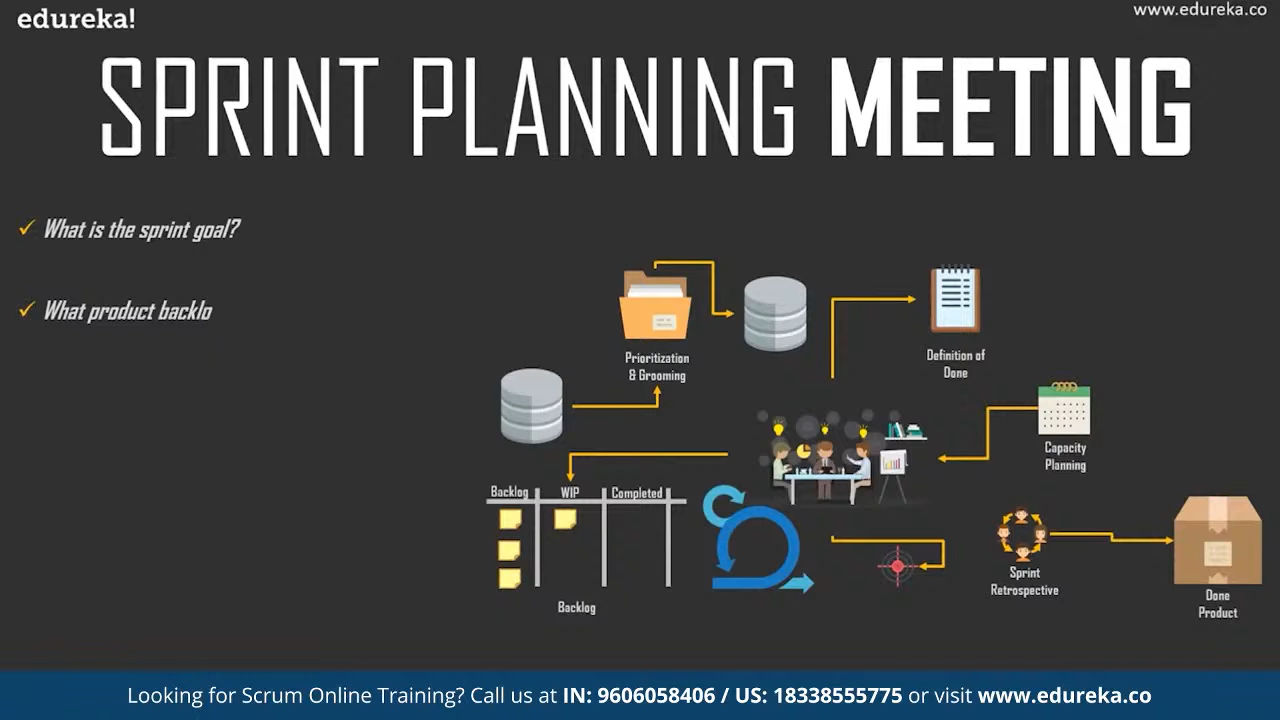 edureka!
www.edureka.co
SPRINT PLANNING MEETING
✓ What is the sprint goal?
✓ What product backlo
Prioritization
& Grooming
Definition of
Done
Capacity
Planning
Backlog WIP Completed
Sprint
Retrospective
Done
Product
Backlog
Looking for Scrum Online Training? Call us at IN: 9606058406 / US: 18338555775 or visit www.edureka.co